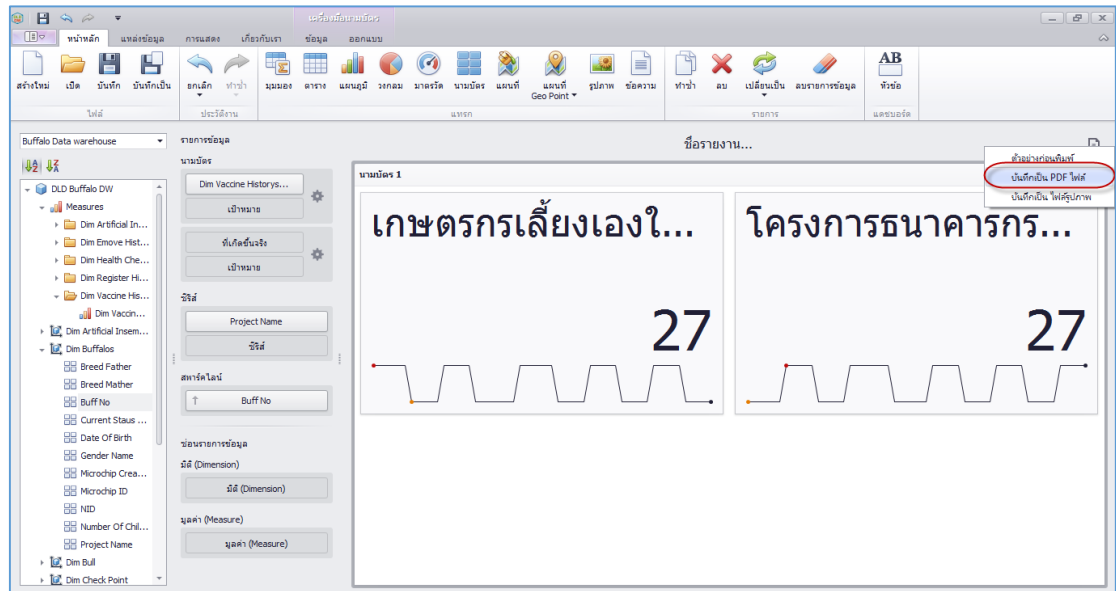 เครื่องมือนามบัตร
หน้าหลัก แหล่งข้อมูล การแสดง เกี่ยวกับเรา ข้อมูล ออกแบบ
สร้างใหม่ เปิด บันทึก บันทึกเป็น ยกเลิก ทำซ้ำ มุมมอง ตาราง แผนภูมิ วงกลม มาตรวัด นามบัตร แผนที่ แผนที่ Geo Point รูปภาพ ข้อความ ทำซ้ำ ลบ เปลี่ยนเป็น ลบรายการข้อมูล AB หัวข้อ
ไฟล์ ประวัติงาน แทรก รายการ แดชบอร์ด
Buffalo Data warehouse
DLD Buffalo DW
Measures
Dim Artificial In...
Dim Emove Hist...
Dim Health Che...
Dim Register Hi...
Dim Vaccine His...
Dim Vaccin...
Dim Artificial Insem...
Dim Buffalos
Breed Father
Breed Mather
Buff No
Current Staus ...
Date Of Birth
Gender Name
Microchip Crea...
Microchip ID
NID
Number Of Chil...
Project Name
Dim Bull
Dim Check Point
รายการข้อมูล
นามบัตร
Dim Vaccine Historys...
เป้าหมาย
ที่เกิดขึ้นจริง
เป้าหมาย
ซีรีส์
Project Name
ซีรีส์
สพาร์คไลน์
Buff No
ซ่อนรายการข้อมูล
มิติ (Dimension)
มิติ (Dimension)
มูลค่า (Measure)
มูลค่า (Measure)
ชื่อรายงาน...
ตัวอย่างก่อนพิมพ์
บันทึกเป็น PDF ไฟล์
บันทึกเป็น ไฟล์รูปภาพ
นามบัตร 1
เกษตรกรเลี้ยงเองใ...
27
โครงการธนาคารกร...
27